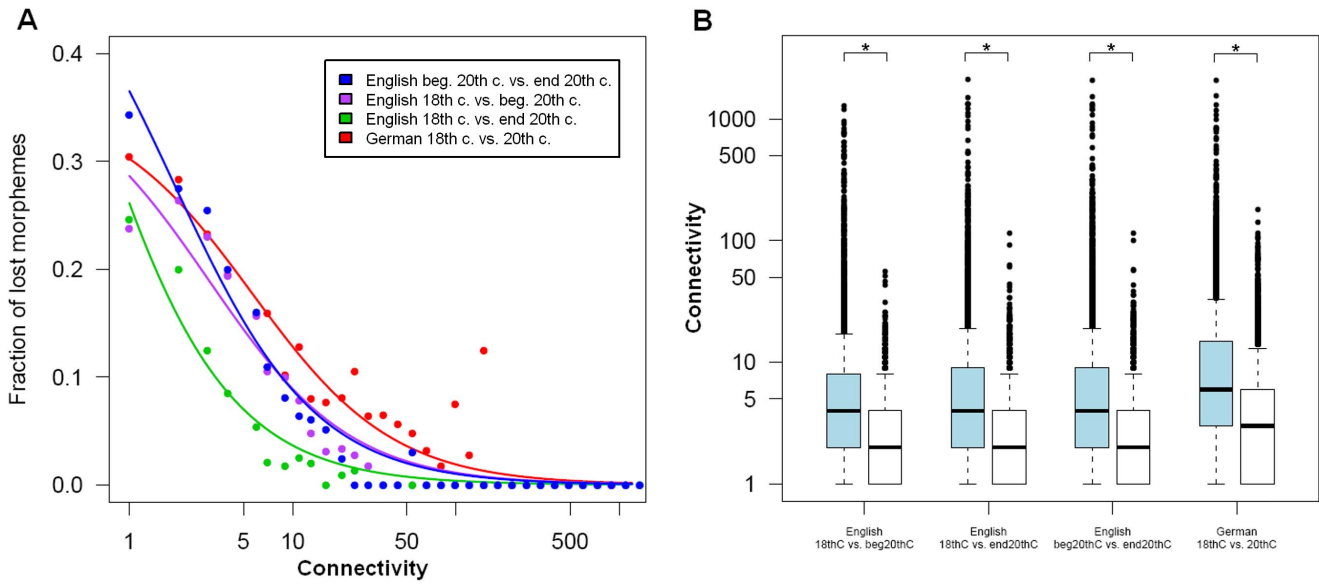 A
Fraction of lost morphemes
0.4
0.3
0.2
0.1
0.0
English beg. 20th c. vs. end 20th c.
English 18th c. vs. beg. 20th c.
English 18th c. vs. end 20th c.
German 18th c. vs. 20th c.
1 5 10 50 500
Connectivity
B
Connectivity
1000
500
100
50
10
5
1
* * * *
English
18thC vs. beg20thC
English
18thC vs. end20thC
English
beg20thC vs. end20thC
German
18thC vs. 20thC